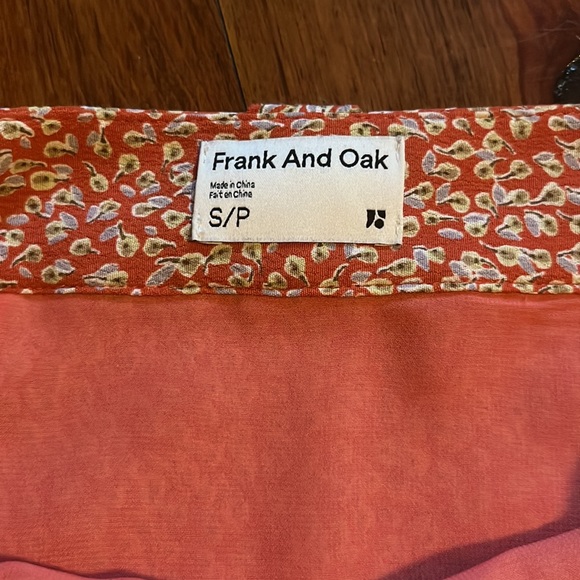 Frank And Oak
Made in China
Fait en Chine
S/P